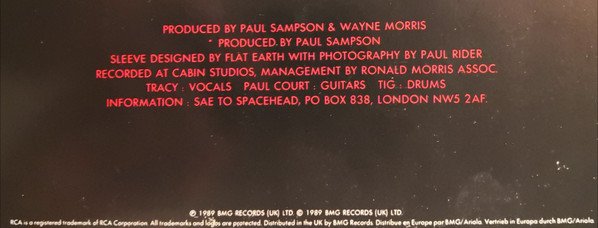 PRODUCED BY PAUL SAMPSON & WAYNE MORRIS
* PRODUCED BY PAUL SAMPSON
SLEEVE DESIGNED BY FLAT EARTH WITH PHOTOGRAPHY BY PAUL RIDER
RECORDED AT CABIN STUDIOS, MANAGEMENT BY RONALD MORRIS ASSOC.
TRACY : VOCALS PAUL COURT : GUITARS TIG : DRUMS
INFORMATION : SAE TO SPACEHEAD, PO BOX 838, LONDON NW5 2AF.
℗ 1989 BMG RECORDS (UK) LTD. © 1989 BMG RECORDS (UK) LTD.
RCA is a registered trademark of RCA Corporation. All trademarks and logos are protected. Distributed in the UK by BMG Records. Distribue en Europe par BMG/Ariola. Vertrieb in Europa durch BMG/Ariola.